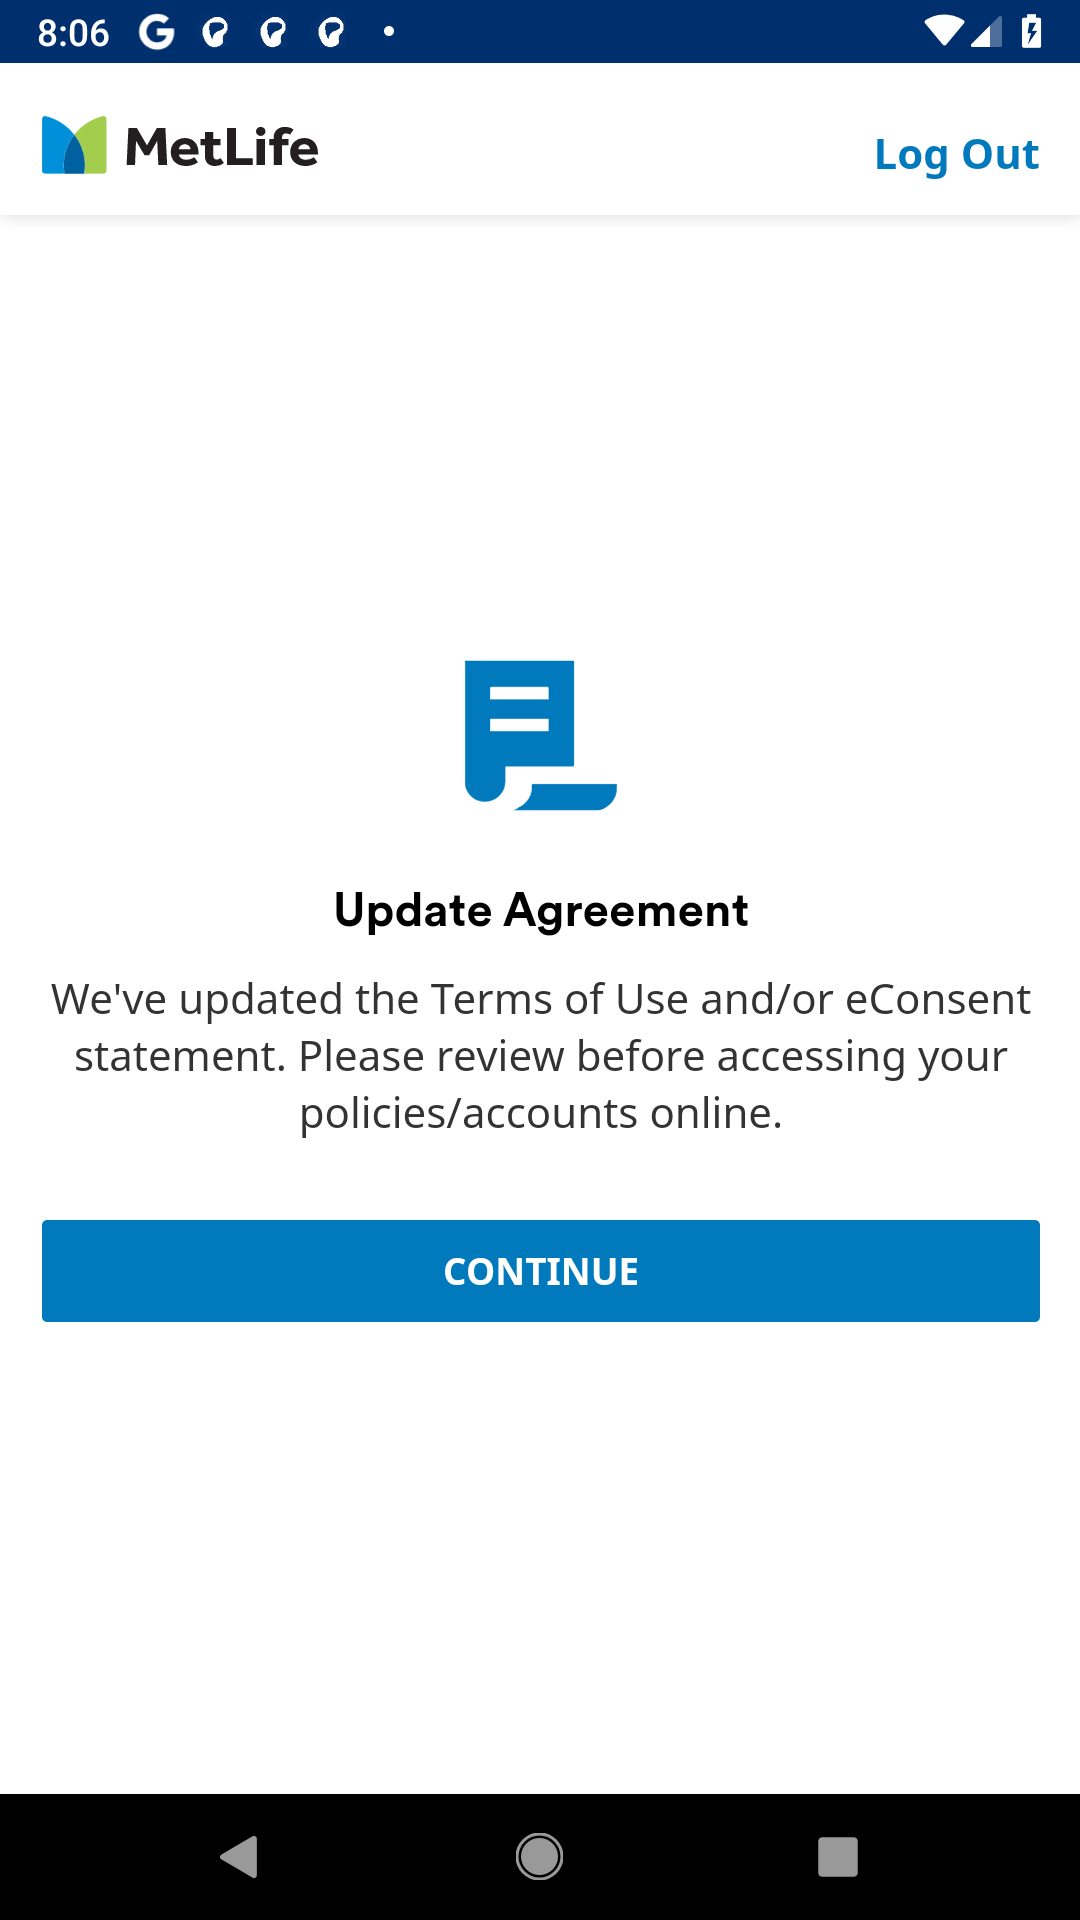 8:06
MetLife
Log Out
Update Agreement
We've updated the Terms of Use and/or eConsent
statement. Please review before accessing your
policies/accounts online.
CONTINUE